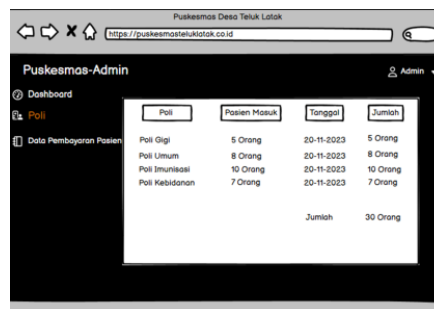 Puskesmas Desa Teluk Latak
https://puskesmasteluklatak.co.id
Puskesmas-Admin
Admin
Dashboard
Poli
Data Pembayaran Pasien
Poli Pasien Masuk Tanggal Jumlah
Poli Gigi 5 Orang 20-11-2023 5 Orang
Poli Umum 8 Orang 20-11-2023 8 Orang
Poli Imunisasi 10 Orang 20-11-2023 10 Orang
Poli Kebidanan 7 Orang 20-11-2023 7 Orang
Jumlah 30 Orang